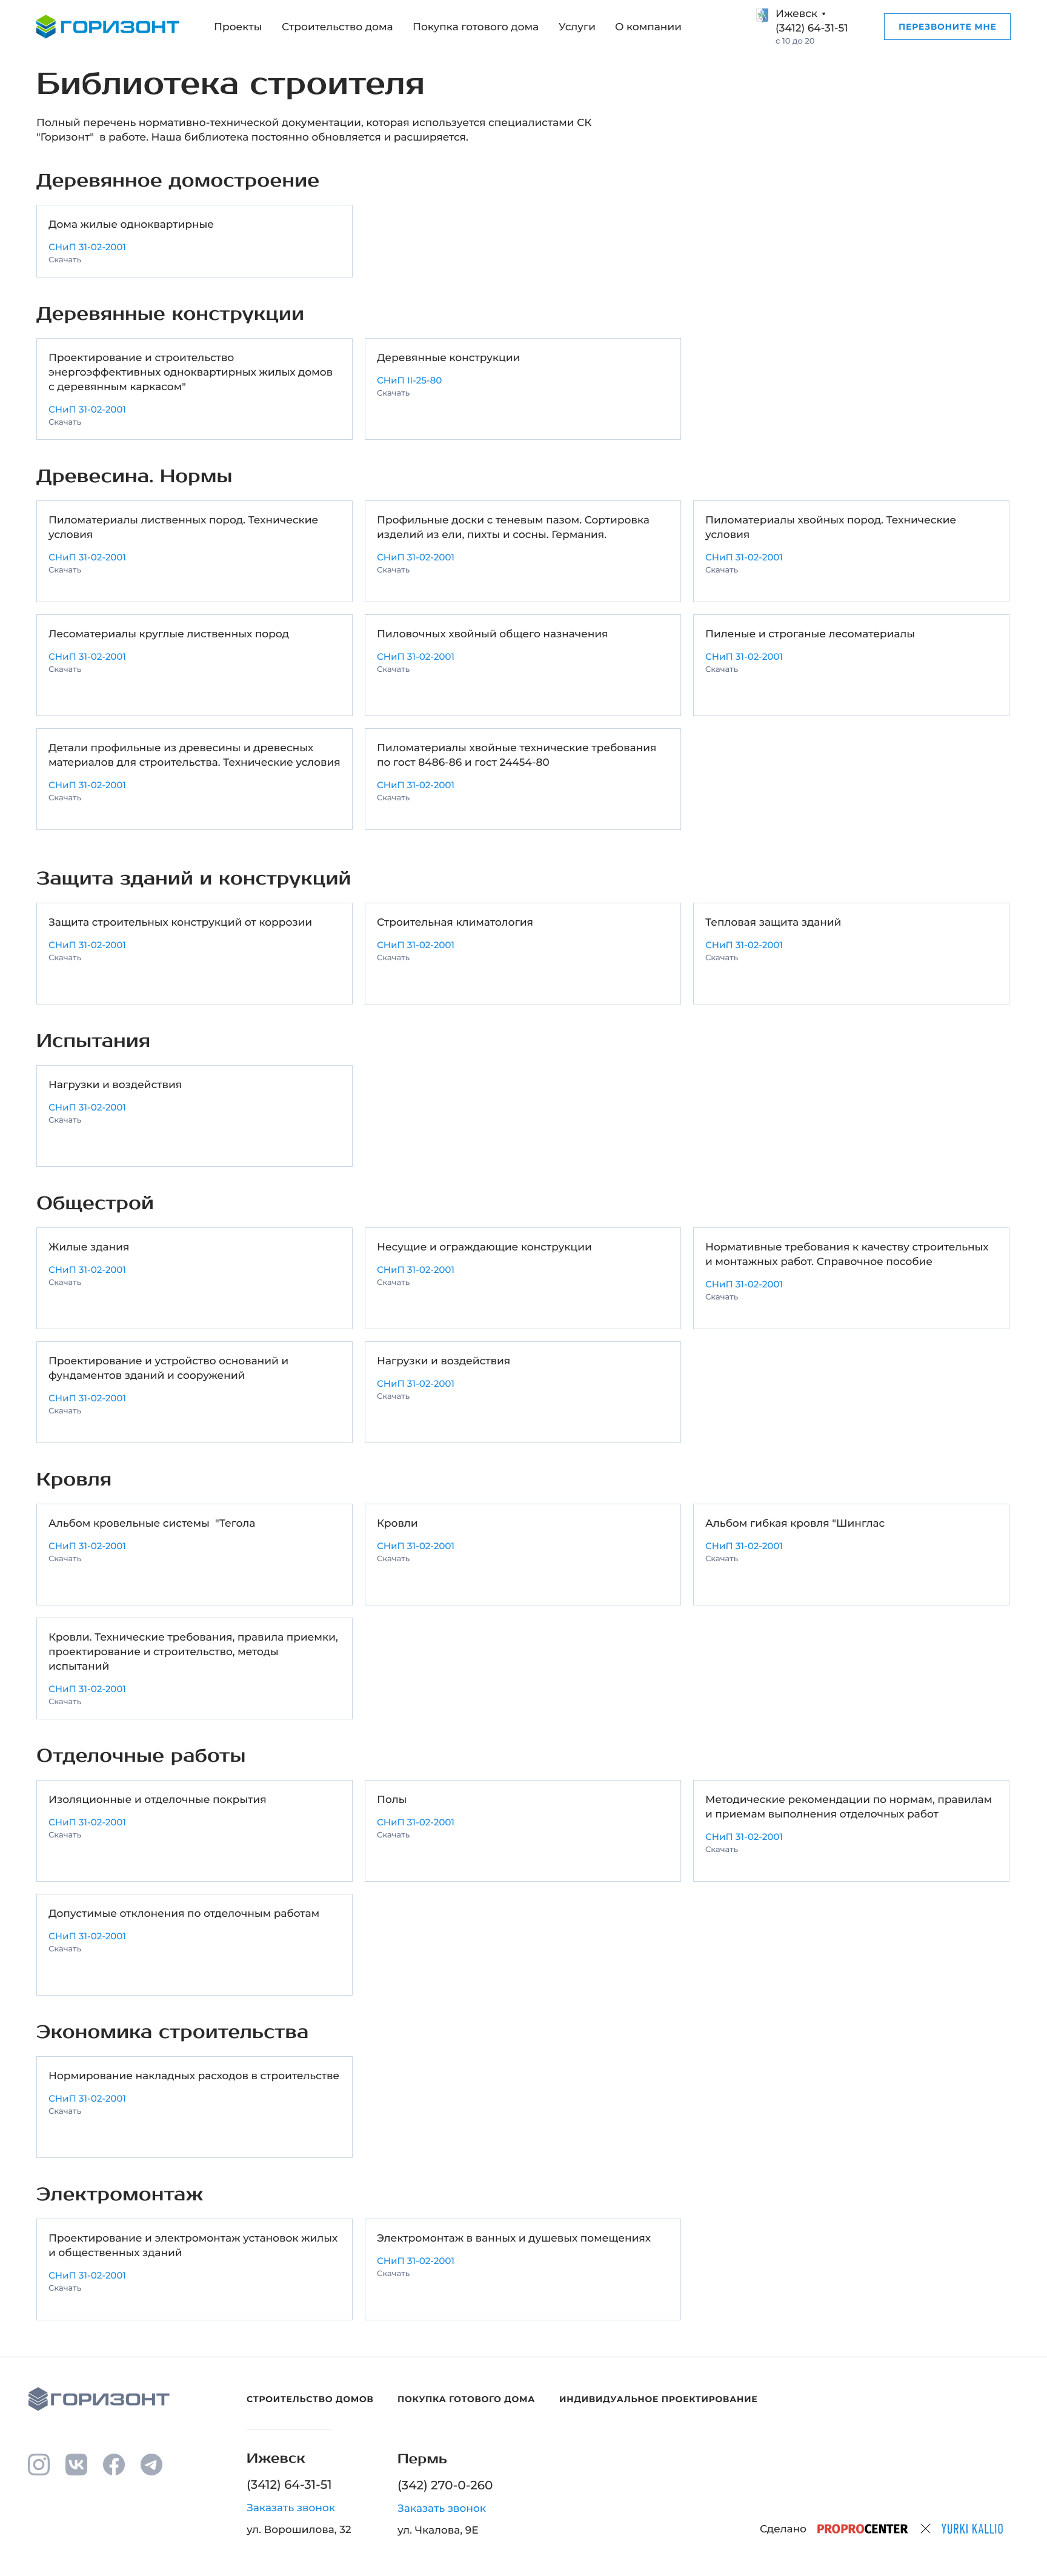 ГОРИЗОНТ
Проекты Строительство дома Покупка готового дома Услуги О компании
Ижевск
(3412) 64-31-51
с 10 до 20
ПЕРЕЗВОНИТЕ МНЕ
Библиотека строителя
Полный перечень нормативно-технической документации, которая используется специалистами СК
"Горизонт"  в работе. Наша библиотека постоянно обновляется и расширяется.
Деревянное домостроение
Дома жилые одноквартирные
СНиП 31-02-2001
Скачать
Деревянные конструкции
Проектирование и строительство
энергоэффективных одноквартирных жилых домов
с деревянным каркасом"
СНиП 31-02-2001
Скачать
Деревянные конструкции
СНиП II-25-80
Скачать
Древесина. Нормы
Пиломатериалы лиственных пород. Технические
условия
СНиП 31-02-2001
Скачать
Профильные доски с теневым пазом. Сортировка
изделий из ели, пихты и сосны. Германия.
СНиП 31-02-2001
Скачать
Пиломатериалы хвойных пород. Технические
условия
СНиП 31-02-2001
Скачать
Лесоматериалы круглые лиственных пород
СНиП 31-02-2001
Скачать
Пиловочных хвойный общего назначения
СНиП 31-02-2001
Скачать
Пиленые и строганые лесоматериалы
СНиП 31-02-2001
Скачать
Детали профильные из древесины и древесных
материалов для строительства. Технические условия
СНиП 31-02-2001
Скачать
Пиломатериалы хвойные технические требования
по гост 8486-86 и гост 24454-80
СНиП 31-02-2001
Скачать
Защита зданий и конструкций
Защита строительных конструкций от коррозии
СНиП 31-02-2001
Скачать
Строительная климатология
СНиП 31-02-2001
Скачать
Тепловая защита зданий
СНиП 31-02-2001
Скачать
Испытания
Нагрузки и воздействия
СНиП 31-02-2001
Скачать
Общестрой
Жилые здания
СНиП 31-02-2001
Скачать
Несущие и ограждающие конструкции
СНиП 31-02-2001
Скачать
Нормативные требования к качеству строительных
и монтажных работ. Справочное пособие
СНиП 31-02-2001
Скачать
Проектирование и устройство оснований и
фундаментов зданий и сооружений
СНиП 31-02-2001
Скачать
Нагрузки и воздействия
СНиП 31-02-2001
Скачать
Кровля
Альбом кровельные системы  "Тегола
СНиП 31-02-2001
Скачать
Кровли
СНиП 31-02-2001
Скачать
Альбом гибкая кровля "Шинглас
СНиП 31-02-2001
Скачать
Кровли. Технические требования, правила приемки,
проектирование и строительство, методы
испытаний
СНиП 31-02-2001
Скачать
Отделочные работы
Изоляционные и отделочные покрытия
СНиП 31-02-2001
Скачать
Полы
СНиП 31-02-2001
Скачать
Методические рекомендации по нормам, правилам
и приемам выполнения отделочных работ
СНиП 31-02-2001
Скачать
Допустимые отклонения по отделочным работам
СНиП 31-02-2001
Скачать
Экономика строительства
Нормирование накладных расходов в строительстве
СНиП 31-02-2001
Скачать
Электромонтаж
Проектирование и электромонтаж установок жилых
и общественных зданий
СНиП 31-02-2001
Скачать
Электромонтаж в ванных и душевых помещениях
СНиП 31-02-2001
Скачать
ГОРИЗОНТ
СТРОИТЕЛЬСТВО ДОМОВ ПОКУПКА ГОТОВОГО ДОМА ИНДИВИДУАЛЬНОЕ ПРОЕКТИРОВАНИЕ
Ижевск
(3412) 64-31-51
Заказать звонок
ул. Ворошилова, 32
Пермь
(342) 270-0-260
Заказать звонок
ул. Чкалова, 9Е
Сделано PROPROCENTER YURKI KALLIO